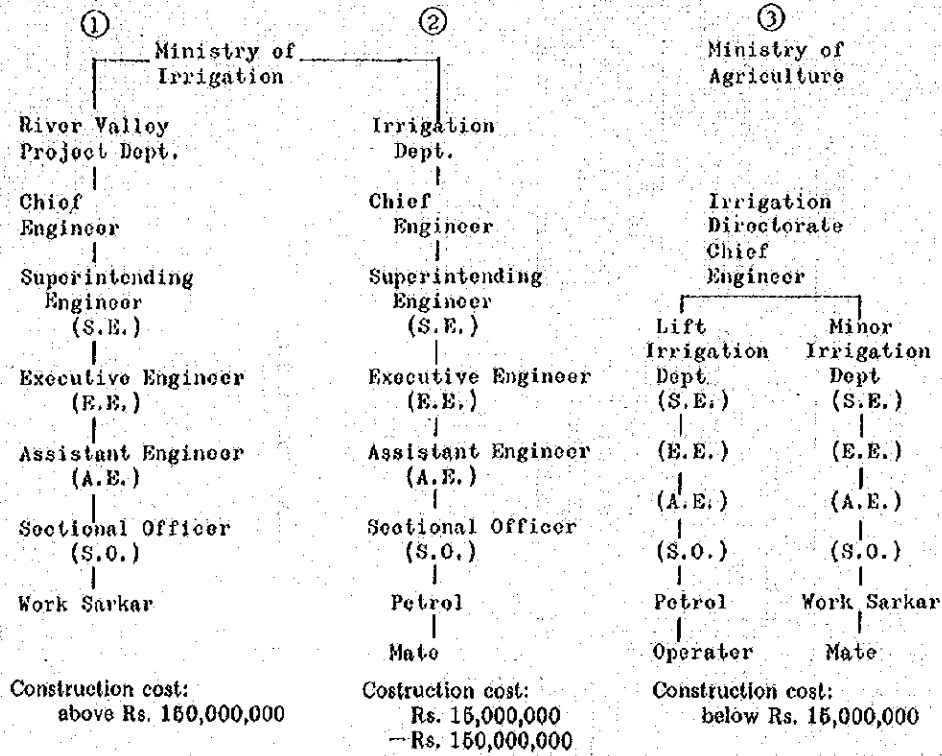 ① ② ③
Ministry of Irrigation
Ministry of
Agriculture
River Valley
Project Dept.
Chief
Engineer
Superintending
Engineer
(S.E.)
Executive Engineer
(E.E.)
Assistant Engineer
(A.E.)
Sectional Officer
(S.O.)
Work Sarkar
Construction cost:
above Rs. 150,000,000
Irrigation
Dept.
Chief
Engineer
Superintending
Engineer
(S.E.)
Executive Engineer
(E.E.)
Assistant Engineer
(A.E.)
Sectional Officer
(S.O.)
Petrol
Mate
Costruction cost:
Rs. 15,000,000
—Rs. 150,000,000
Irrigation
Directorate
Chief
Engineer
Lift
Irrigation
Dept
(S.E.)
(E.E.)
(A.E.)
(S.O.)
Petrol
Operater
Minor
Irrigation
Dept
(S.E.)
(E.E.)
(A.E.)
(S.O.)
Work Sarkar
Mate
Construction cost:
below Rs. 15,000,000